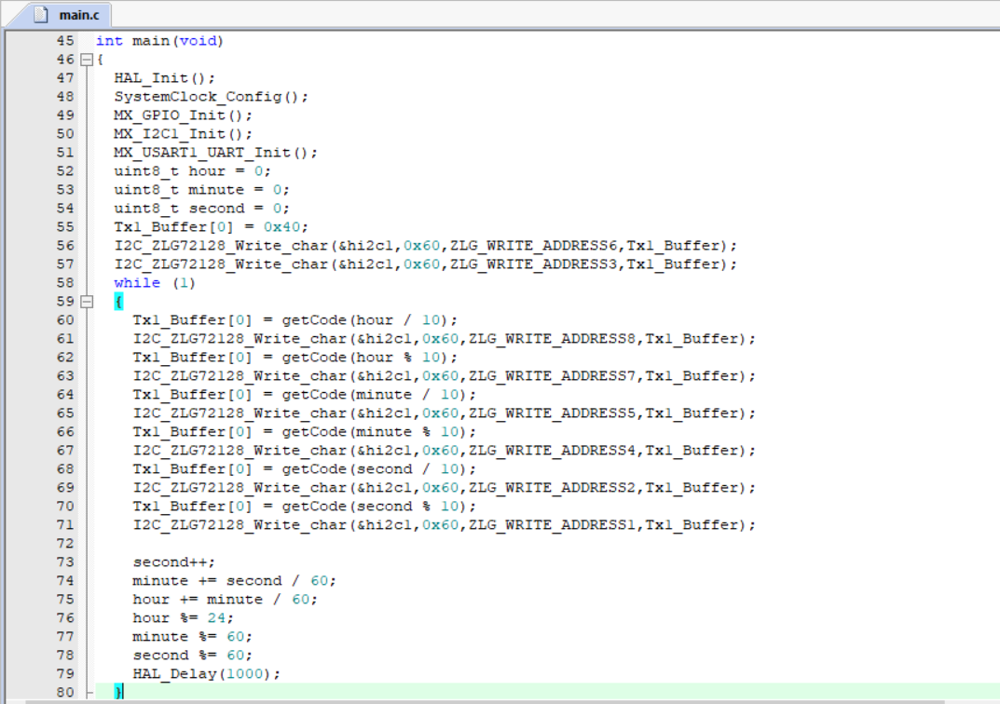 main.c
45 int main(void)
46 {
47 HAL_Init();
48 SystemClock_Config();
49 MX_GPIO_Init();
50 MX_I2C1_Init();
51 MX_USART1_UART_Init();
52 uint8_t hour = 0;
53 uint8_t minute = 0;
54 uint8_t second = 0;
55 Tx1_Buffer[0] = 0x40;
56 I2C_ZLG72128_Write_char(&hi2c1,0x60,ZLG_WRITE_ADDRESS6,Tx1_Buffer);
57 I2C_ZLG72128_Write_char(&hi2c1,0x60,ZLG_WRITE_ADDRESS3,Tx1_Buffer);
58 while (1)
59 {
60 Tx1_Buffer[0] = getCode(hour / 10);
61 I2C_ZLG72128_Write_char(&hi2c1,0x60,ZLG_WRITE_ADDRESS8,Tx1_Buffer);
62 Tx1_Buffer[0] = getCode(hour % 10);
63 I2C_ZLG72128_Write_char(&hi2c1,0x60,ZLG_WRITE_ADDRESS7,Tx1_Buffer);
64 Tx1_Buffer[0] = getCode(minute / 10);
65 I2C_ZLG72128_Write_char(&hi2c1,0x60,ZLG_WRITE_ADDRESS5,Tx1_Buffer);
66 Tx1_Buffer[0] = getCode(minute % 10);
67 I2C_ZLG72128_Write_char(&hi2c1,0x60,ZLG_WRITE_ADDRESS4,Tx1_Buffer);
68 Tx1_Buffer[0] = getCode(second / 10);
69 I2C_ZLG72128_Write_char(&hi2c1,0x60,ZLG_WRITE_ADDRESS2,Tx1_Buffer);
70 Tx1_Buffer[0] = getCode(second % 10);
71 I2C_ZLG72128_Write_char(&hi2c1,0x60,ZLG_WRITE_ADDRESS1,Tx1_Buffer);
72
73 second++;
74 minute += second / 60;
75 hour += minute / 60;
76 hour %= 24;
77 minute %= 60;
78 second %= 60;
79 HAL_Delay(1000);
80 }